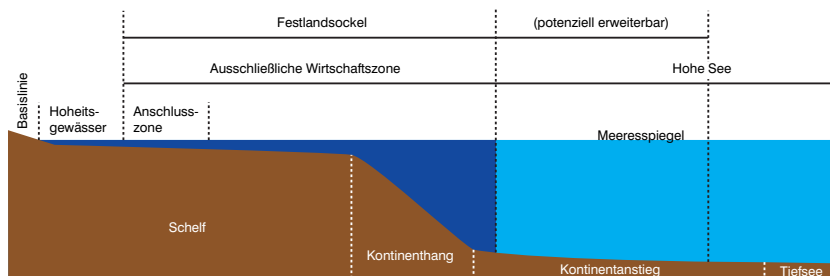 Festlandsockel
(potenziell erweiterbar)
Ausschließliche Wirtschaftszone
Hohe See
Basislinie
Hoheits-
gewässer
Anschluss-
zone
Meeresspiegel
Schelf
Kontinenthang
Kontinentanstieg
Tiefsee